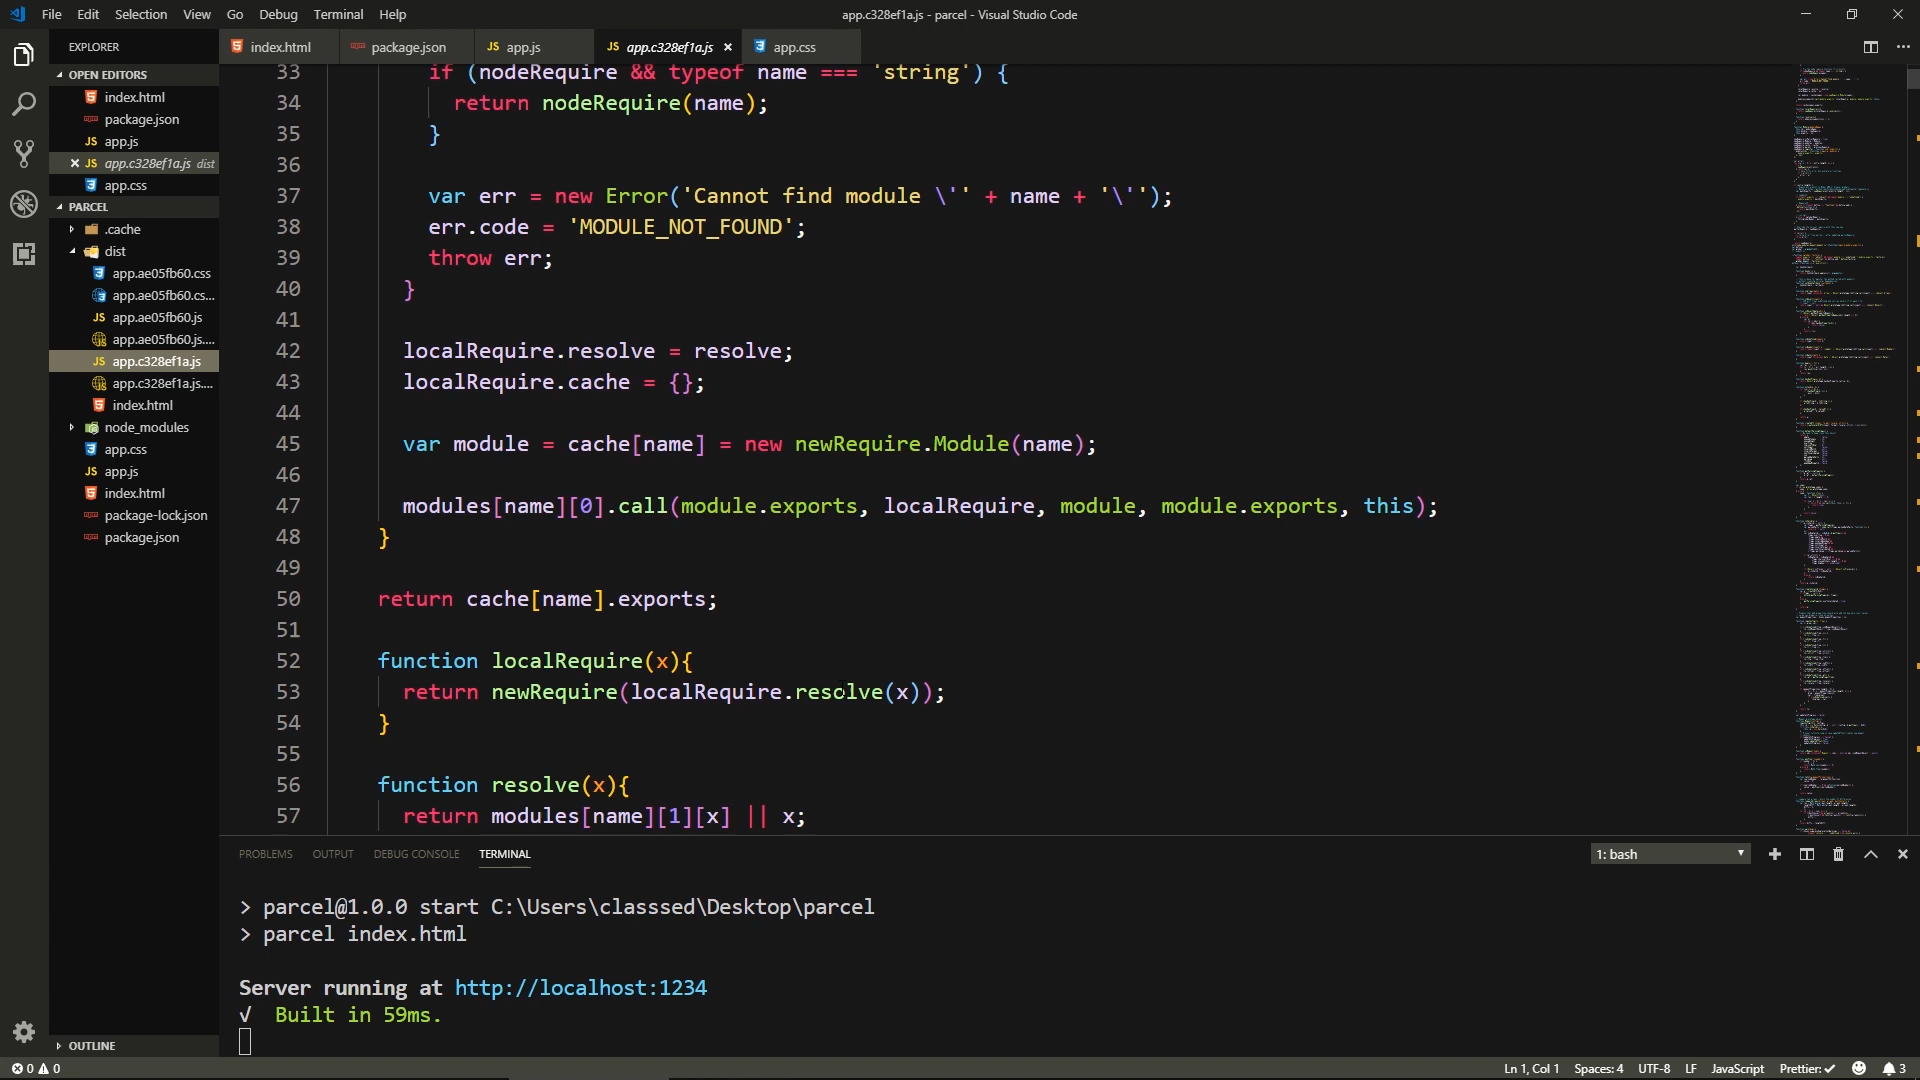 File Edit Selection View Go Debug Terminal Help
app.c328ef1a.js - parcel - Visual Studio Code
EXPLORER
index.html
package.json
app.js
app.c328ef1a.js
app.css
OPEN EDITORS
index.html
package.json
app.js
app.c328ef1a.js dist
app.css
PARCEL
.cache
dist
app.ae05fb60.css
app.ae05fb60.cs...
app.ae05fb60.js
app.ae05fb60.js....
app.c328ef1a.js
app.c328ef1a.js....
index.html
node_modules
app.css
app.js
index.html
package-lock.json
package.json
OUTLINE
33 if (nodeRequire && typeof name === 'string') {
34 return nodeRequire(name);
35 }
36
37 var err = new Error('Cannot find module \'' + name + '\'');
38 err.code = 'MODULE_NOT_FOUND';
39 throw err;
40 }
41
42 localRequire.resolve = resolve;
43 localRequire.cache = {};
44
45 var module = cache[name] = new newRequire.Module(name);
46
47 modules[name][0].call(module.exports, localRequire, module, module.exports, this);
48 }
49
50 return cache[name].exports;
51
52 function localRequire(x){
53 return newRequire(localRequire.resolve(x));
54 }
55
56 function resolve(x){
57 return modules[name][1][x] || x;
PROBLEMS OUTPUT DEBUG CONSOLE TERMINAL
1: bash
> parcel@1.0.0 start C:\Users\classsed\Desktop\parcel
> parcel index.html
Server running at http://localhost:1234
√ Built in 59ms.
0 0
Ln 1, Col 1 Spaces: 4 UTF-8 LF JavaScript Prettier: ✓ 3